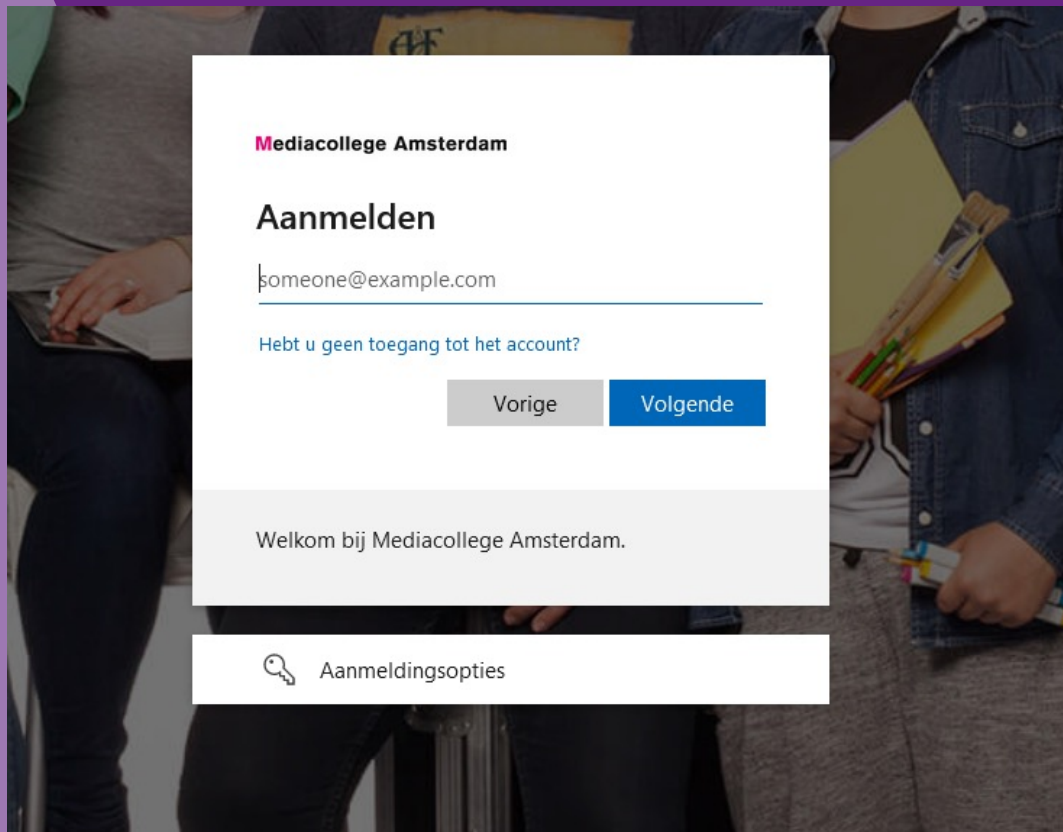 Mediacollege Amsterdam
Aanmelden
someone@example.com
Hebt u geen toegang tot het account?
Vorige
Volgende
Welkom bij Mediacollege Amsterdam.
Aanmeldingsopties